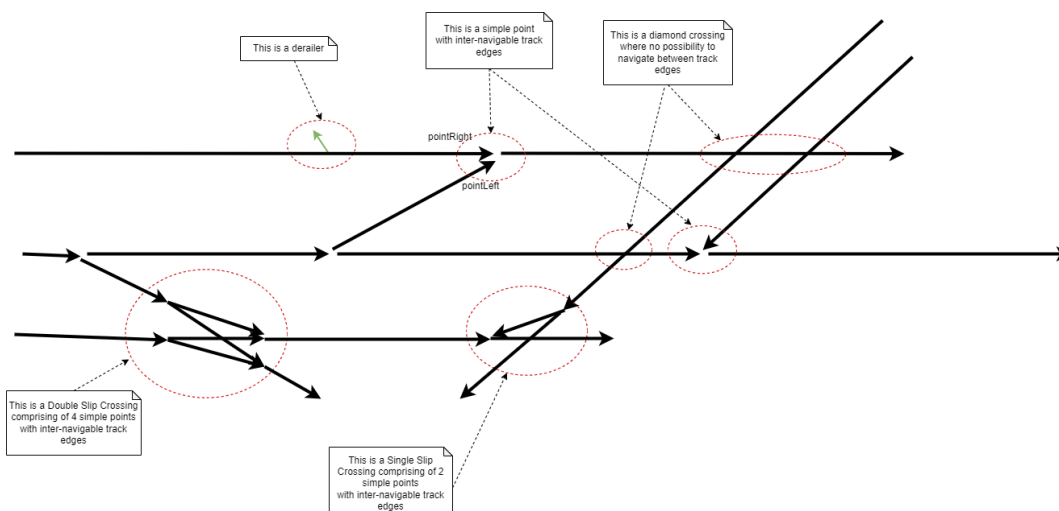 This is a derailer
This is a simple point
with inter-navigable track
edges
This is a diamond crossing
where no possibility to
navigate between track
edges
pointRight
pointLeft
This is a Double Slip Crossing
comprising of 4 simple points
with inter-navigable track
edges
This is a Single Slip
Crossing comprising of 2
simple points
with inter-navigable track
edges